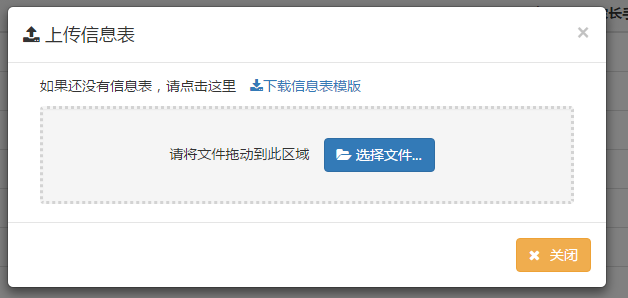 上传信息表
×
如果还没有信息表，请点击这里 下载信息表模版
请将文件拖动到此区域 选择文件...
关闭